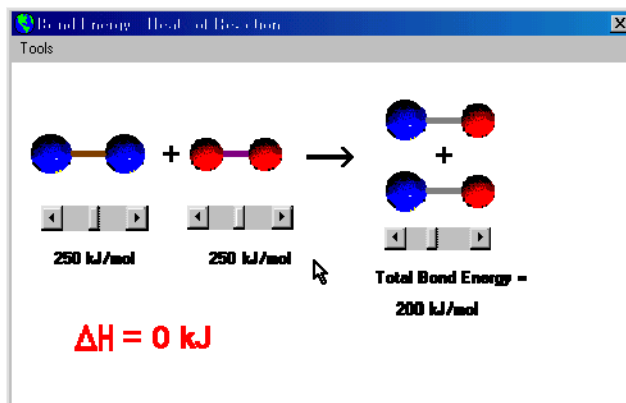 Bond Energy - Heat of Reaction
Tools
+
+
250 kJ/mol
250 kJ/mol
Total Bond Energy =
200 kJ/mol
ΔH = 0 kJ